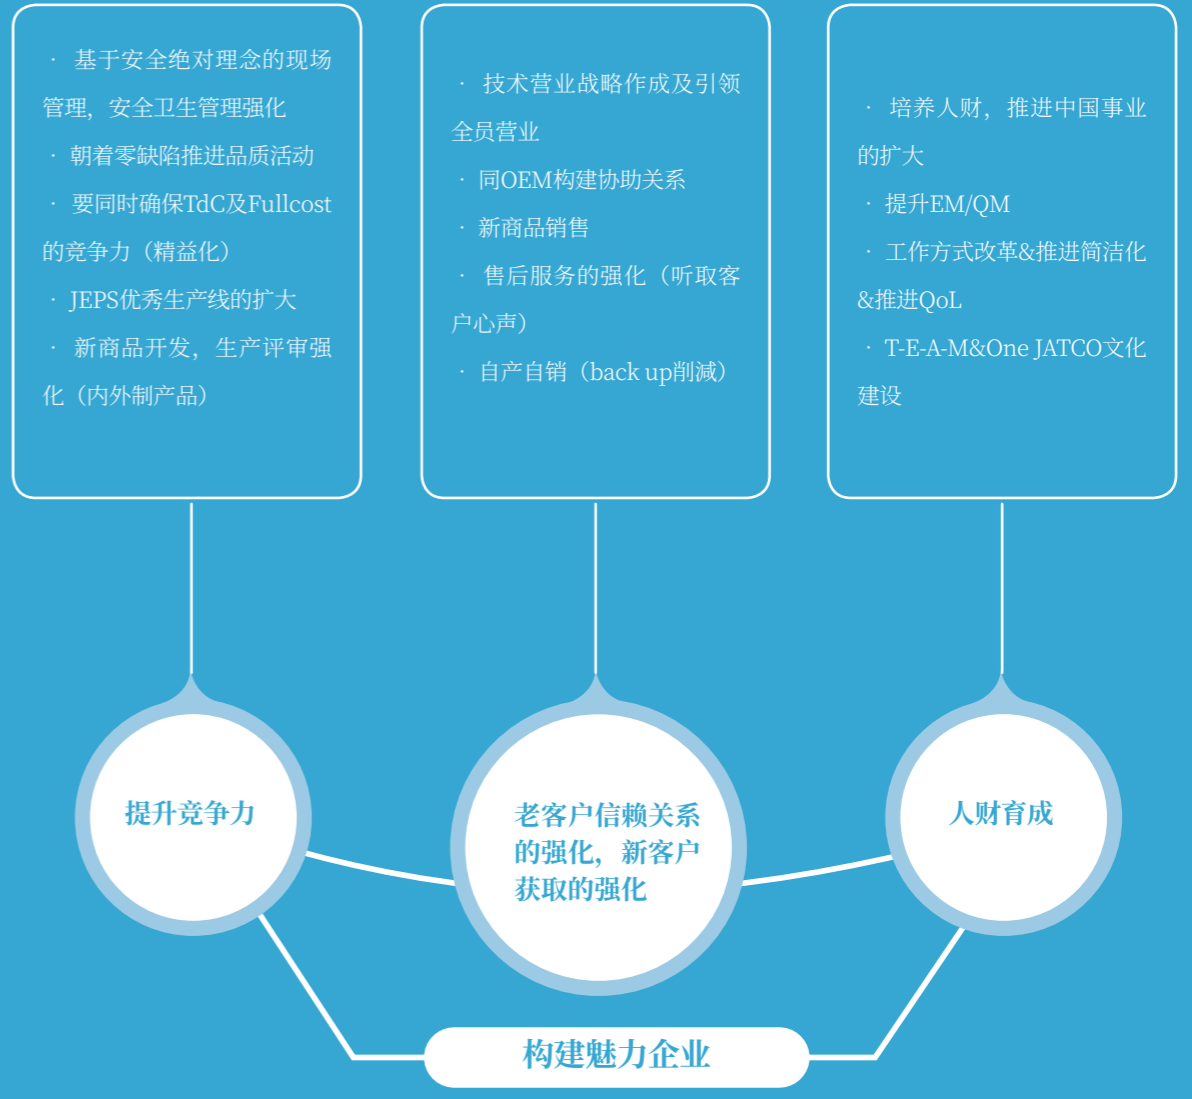 · 基于安全绝对理念的现场
管理，安全卫生管理强化
· 朝着零缺陷推进品质活动
· 要同时确保TdC及Fullcost
的竞争力（精益化）
· JEPS优秀生产线的扩大
· 新商品开发，生产评审强
化（内外制产品）
· 技术营业战略作成及引领
全员营业
· 同OEM构建协助关系
· 新商品销售
· 售后服务的强化（听取客
户心声）
· 自产自销（back up削減）
· 培养人财，推进中国事业
的扩大
· 提升EM/QM
· 工作方式改革&推进简洁化
&推进QoL
· T-E-A-M&One JATCO文化
建设
提升竞争力
老客户信赖关系
的强化，新客户
获取的强化
人财育成
构建魅力企业